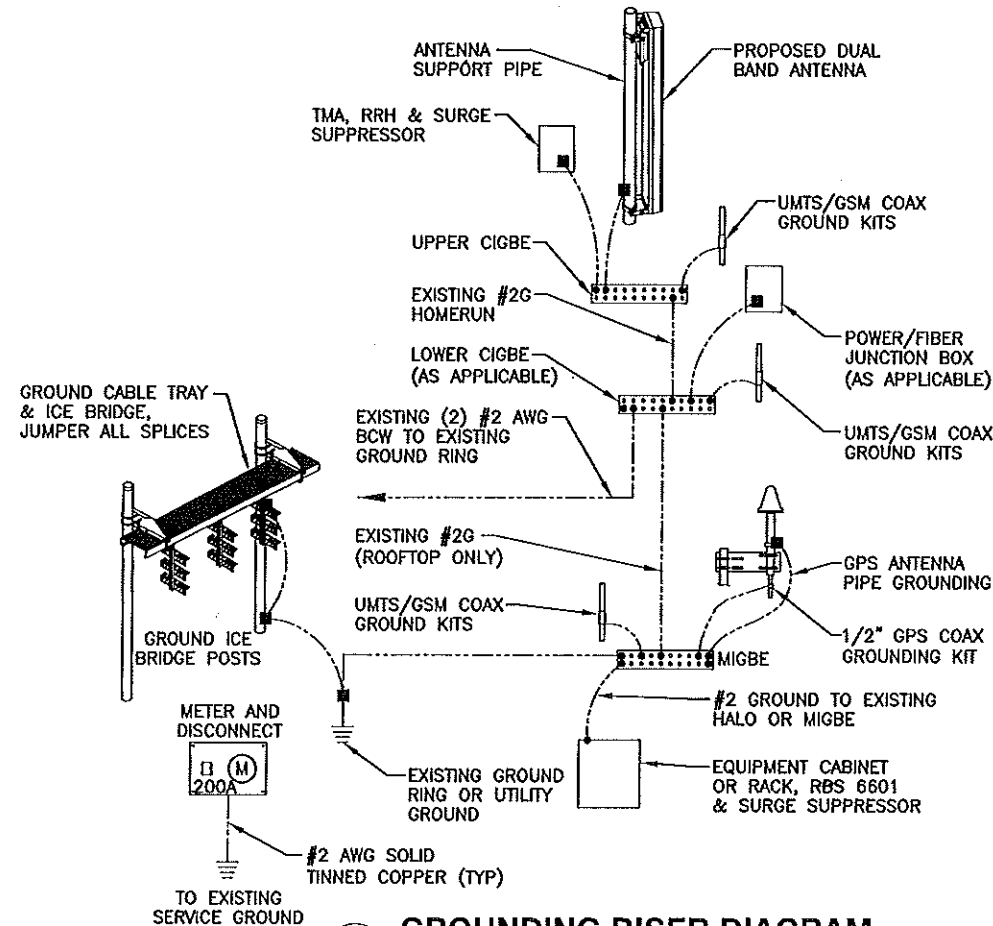 ANTENNA
SUPPORT PIPE
PROPOSED DUAL
BAND ANTENNA
TMA, RRH & SURGE
SUPPRESSOR
UMTS/GSM COAX
GROUND KITS
UPPER CIGBE
EXISTING #2G
HOMERUN
POWER/FIBER
JUNCTION BOX
(AS APPLICABLE)
LOWER CIGBE
(AS APPLICABLE)
GROUND CABLE TRAY
& ICE BRIDGE,
JUMPER ALL SPLICES
EXISTING (2) #2 AWG
BCW TO EXISTING
GROUND RING
UMTS/GSM COAX
GROUND KITS
EXISTING #2G
(ROOFTOP ONLY)
GPS ANTENNA
PIPE GROUNDING
UMTS/GSM COAX
GROUND KITS
1/2" GPS COAX
GROUNDING KIT
GROUND ICE
BRIDGE POSTS
MIGBE
#2 GROUND TO EXISTING
HALO OR MIGBE
METER AND
DISCONNECT
M
200A
EXISTING GROUND
RING OR UTILITY
GROUND
EQUIPMENT CABINET
OR RACK, RBS 6601
& SURGE SUPPRESSOR
#2 AWG SOLID
TINNED COPPER (TYP)
TO EXISTING
SERVICE GROUND
GROUNDING RISER DIAGRAM